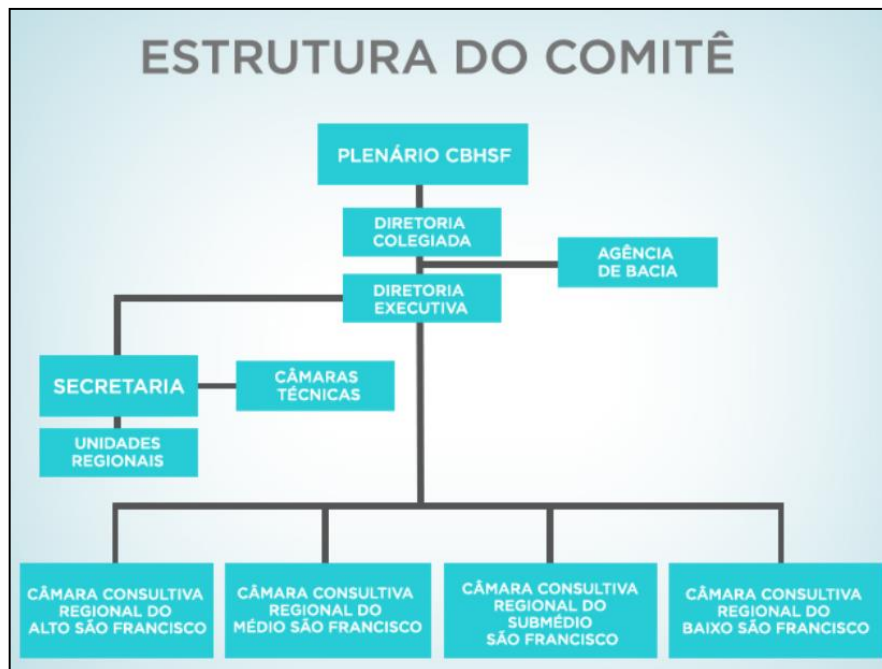 ESTRUTURA DO COMITÊ
PLENÁRIO CBHSF
DIRETORIA
COLEGIADA
AGÊNCIA
DE BACIA
DIRETORIA
EXECUTIVA
SECRETARIA
CÂMARAS
TÉCNICAS
UNIDADES
REGIONAIS
CÂMARA CONSULTIVA
REGIONAL DO
ALTO SÃO FRANCISCO
CÂMARA CONSULTIVA
REGIONAL DO
MÉDIO SÃO FRANCISCO
CÂMARA CONSULTIVA
REGIONAL DO
SUBMÉDIO
SÃO FRANCISCO
CÂMARA CONSULTIVA
REGIONAL DO
BAIXO SÃO FRANCISCO